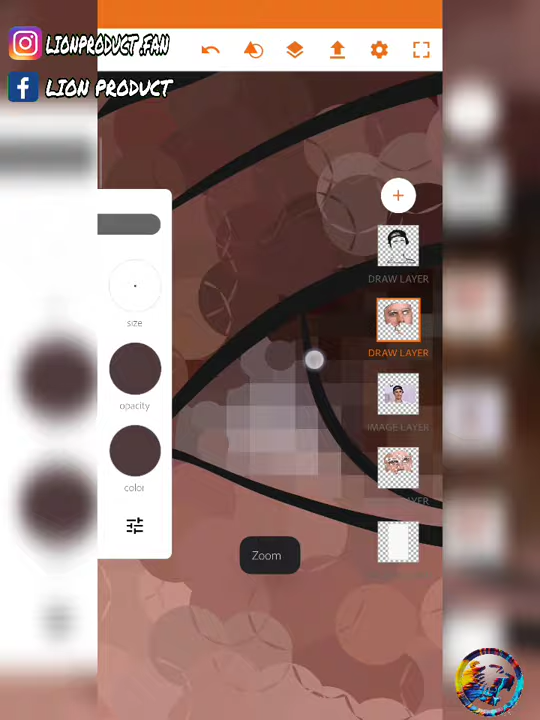 LIONPRODUCT.FAN
LION PRODUCT
size
DRAW LAYER
DRAW LAYER
opacity
IMAGE LAYER
color
Zoom